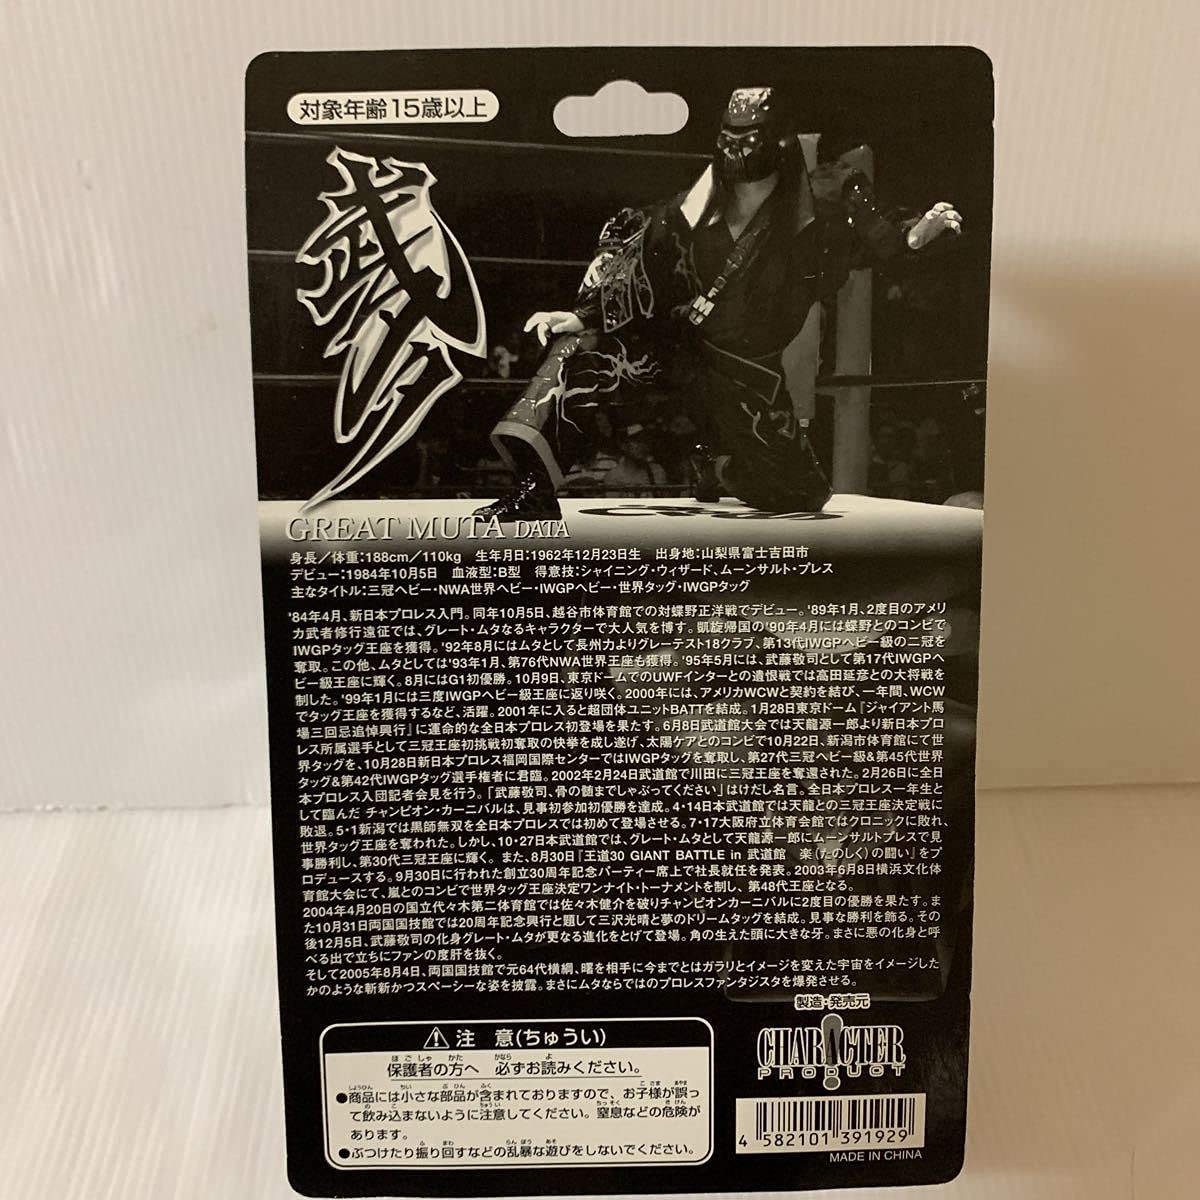 対象年齢15歳以上
GREAT MUTA DATA
身長／体重:188cm／110kg　生年月日:1962年12月23日生　出身地:山梨県富士吉田市
デビュー:1984年10月5日　血液型:B型　得意技:シャイニング・ウィザード、ムーンサルト・プレス
主なタイトル:三冠ヘビー・NWA世界ヘビー・IWGPヘビー・世界タッグ・IWGPタッグ
'84年4月、新日本プロレス入門。同年10月5日、越谷市体育館での対蝶野正洋戦でデビュー。'89年1月、2度目のアメリ
カ武者修行遠征では、グレート・ムタなるキャラクターで大人気を博す。凱旋帰国の'90年4月には蝶野とのコンビで
IWGPタッグ王座を獲得。'92年8月にはムタとして長州力よりグレーテスト18クラブ、第13代IWGPヘビー級の二冠を
奪取。この他、ムタとしては'93年1月、第76代NWA世界王座も獲得。'95年5月には、武藤敬司として第17代IWGPヘ
ビー級王座に輝く。8月にはG1初優勝。10月9日、東京ドームでのUWFインターとの遺恨戦では高田延彦との大将戦を
制した。'99年1月には三度IWGPヘビー級王座に返り咲く。2000年には、アメリカWCWと契約を結び、一年間、WCW
でタッグ王座を獲得するなど、活躍。2001年に入ると超団体ユニットBATTを結成。1月28日東京ドーム『ジャイアント馬
場三回忌追悼興行』に運命的な全日本プロレス初登場を果たす。6月8日武道館大会では天龍源一郎より新日本プロ
レス所属選手として三冠王座初挑戦初奪取の快挙を成し遂げ、太陽ケアとのコンビで10月22日、新潟市体育館にて世
界タッグを、10月28日新日本プロレス福岡国際センターではIWGPタッグを奪取し、第27代三冠ヘビー級&第45代世界
タッグ&第42代IWGPタッグ選手権者に君臨。2002年2月24日武道館で川田に三冠王座を奪還された。2月26日に全日
本プロレス入団記者会見を行う。「武藤敬司、骨の髄までしゃぶってください」はけだし名言。全日本プロレス一年生と
して臨んだ チャンピオン・カーニバルは、見事初参加初優勝を達成。4・14日本武道館では天龍との三冠王座決定戦に
敗退。5・1新潟では黒師無双を全日本プロレスでは初めて登場させる。7・17大阪府立体育会館ではクロニックに敗れ、
世界タッグ王座を奪われた。しかし、10・27日本武道館では、グレート・ムタとして天龍源一郎にムーンサルトプレスで見
事勝利し、第30代三冠王座に輝く。 また、8月30日『王道30 GIANT BATTLE in 武道館　楽(たのしく)の闘い』をプ
ロデュースする。9月30日に行われた創立30周年記念パーティー席上で社長就任を発表。2003年6月8日横浜文化体
育館大会にて、嵐とのコンビで世界タッグ王座決定ワンナイト・トーナメントを制し、第48代王座となる。
2004年4月20日の国立代々木第二体育館では佐々木健介を破りチャンピオンカーニバルに2度目の優勝を果たす。ま
た10月31日両国国技館では20周年記念興行と題して三沢光晴と夢のドリームタッグを結成。見事な勝利を飾る。その
後12月5日、武藤敬司の化身グレート・ムタが更なる進化をとげて登場。角の生えた頭に大きな牙。まさに悪の化身と呼
べる出で立ちにファンの度肝を抜く。
そして2005年8月4日、両国国技館で元64代横綱、曙を相手に今までとはガラリとイメージを変えた宇宙をイメージした
かのような斬新かつスペーシーな姿を披露。まさにムタならではのプロレスファンタジスタを爆発させる。
製造・発売元
CHARACTER
PRODUCT
⚠注　意(ちゅうい)
保護者の方へ　必ずお読みください。
●商品には小さな部品が含まれておりますので、お子様が誤っ
て飲み込まないように注意してください。窒息などの危険が
あります。
●ぶつけたり振り回すなどの乱暴な遊びをしないでください。
4 582101 391929
MADE IN CHINA